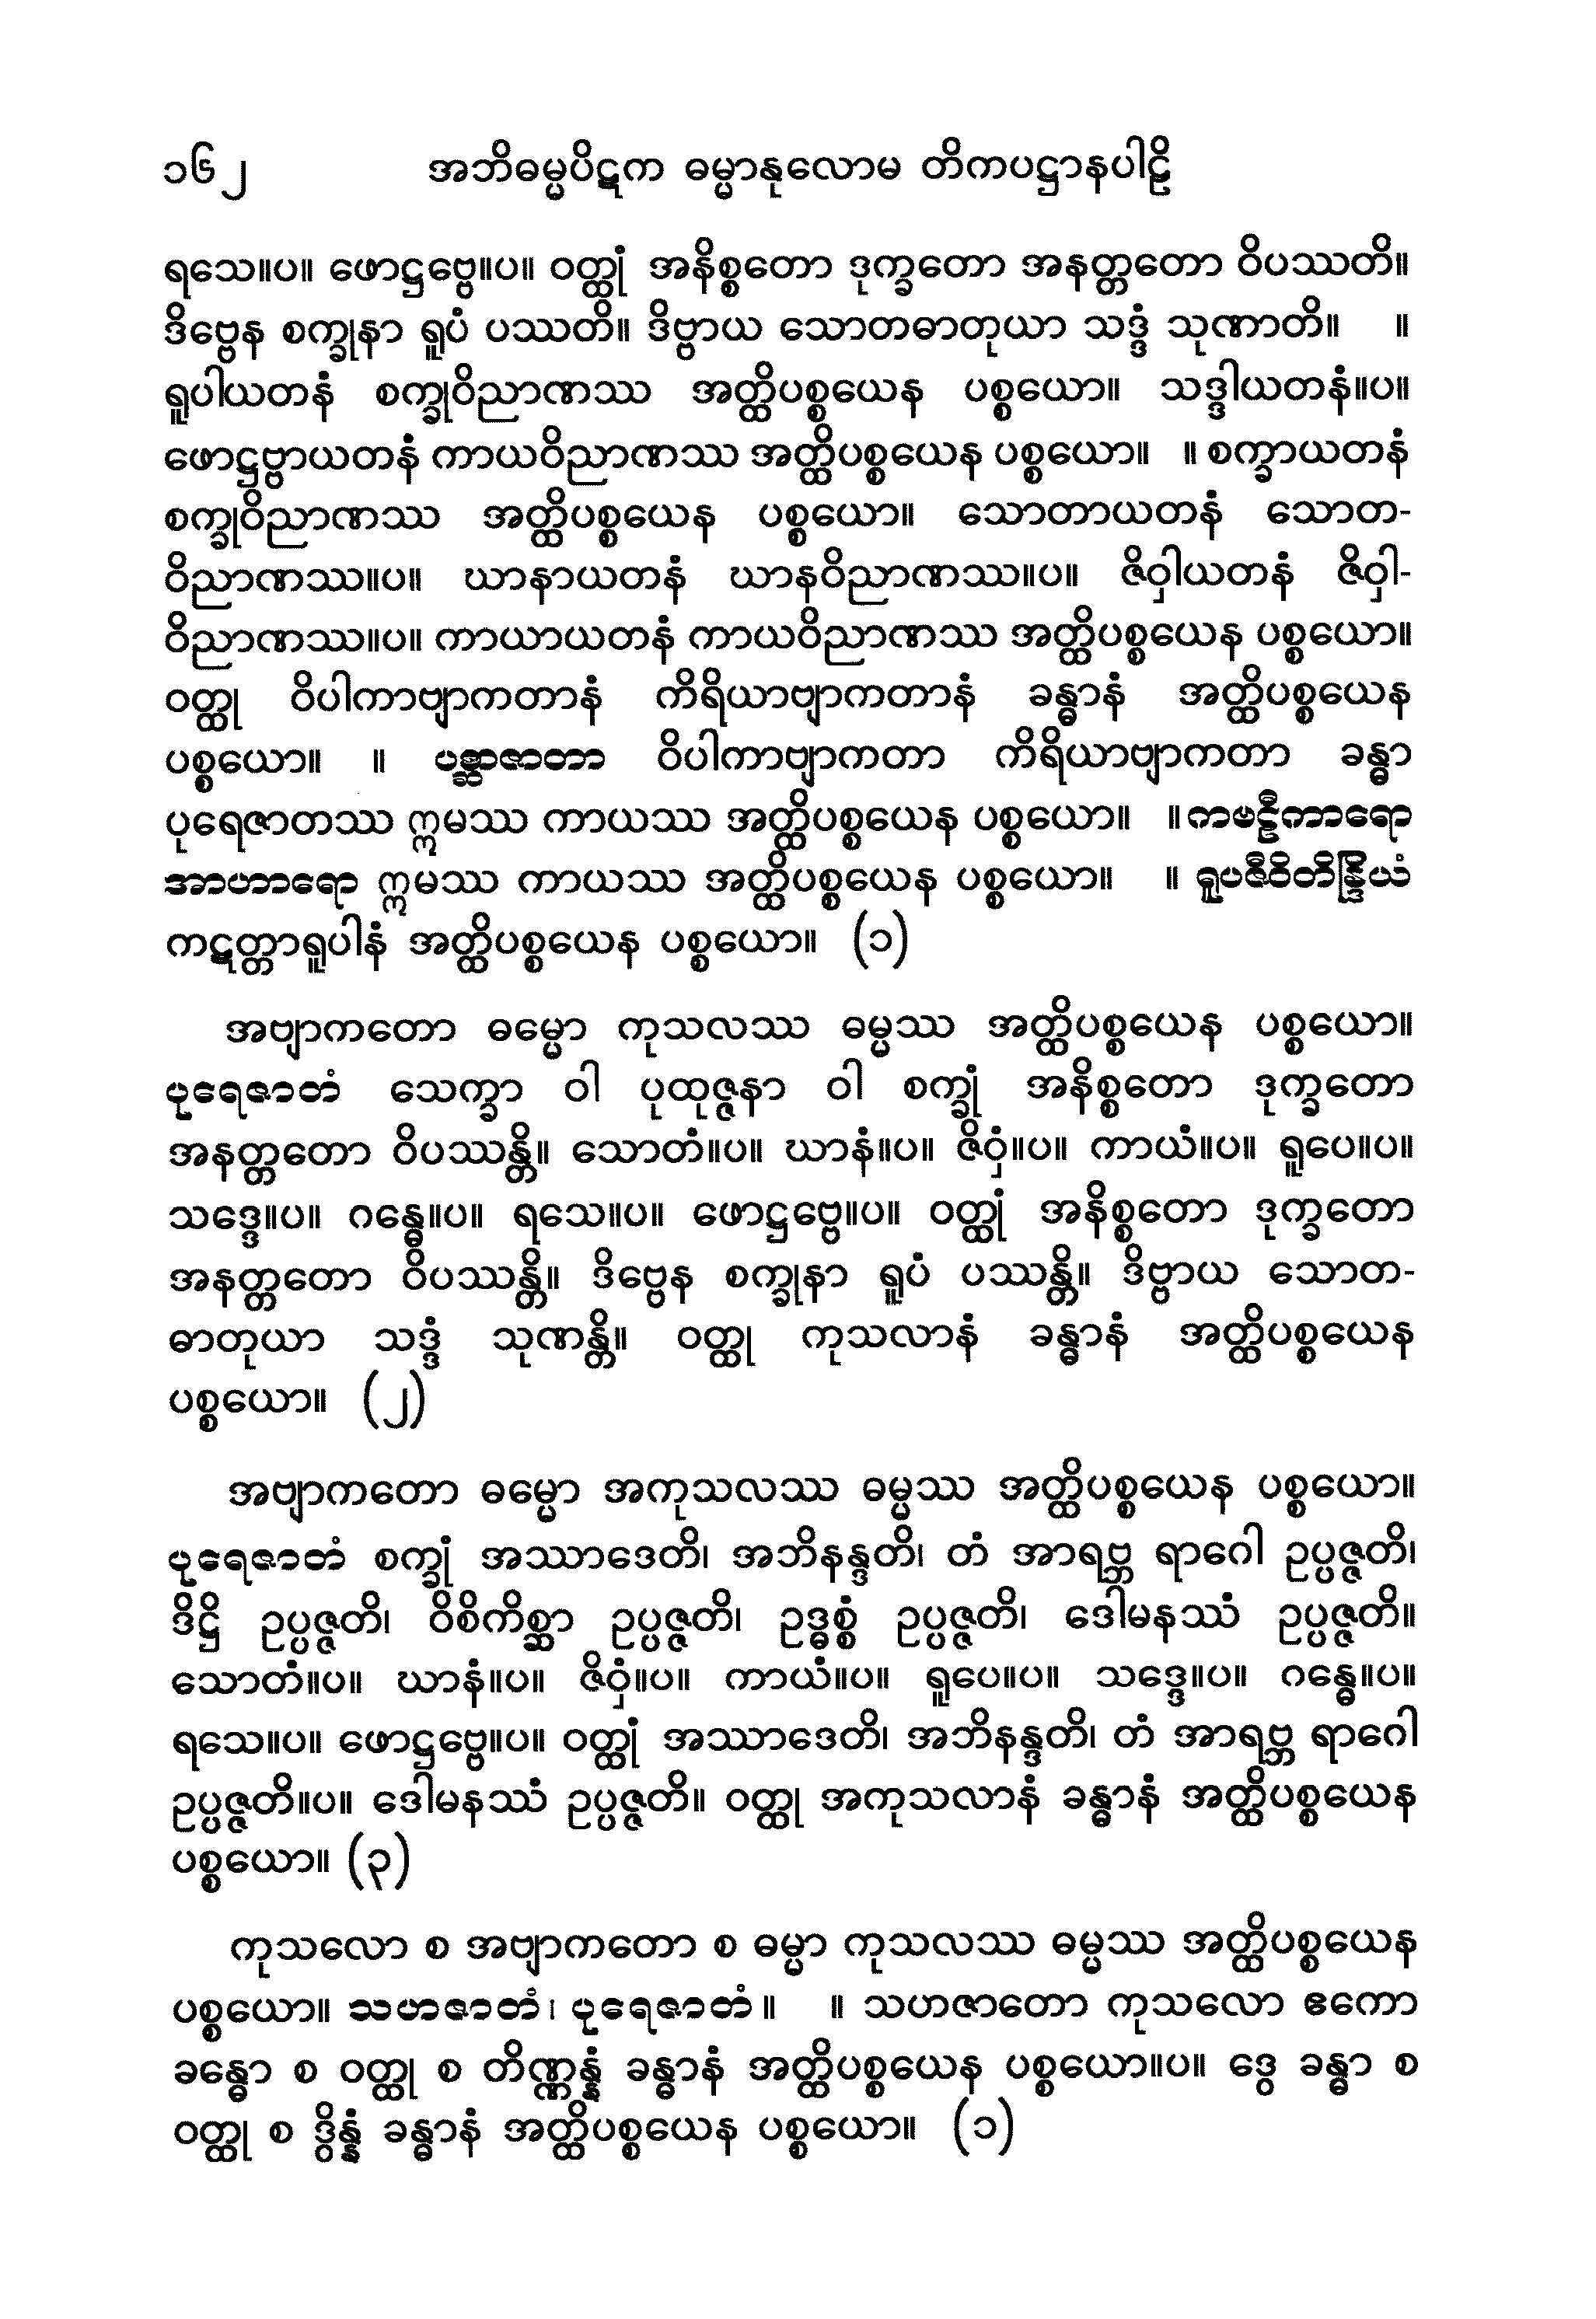 ၁၆၂ အဘိဓမ္မပိဋက ဓမ္မာနုလောမ တိကပဋ္ဌာနပါဠိ
ရသေ။ပ။ ဖောဋ္ဌဗ္ဗေ။ပ။ ဝတ္ထုံ အနိစ္စတော ဒုက္ခတော အနတ္တတော ဝိပဿတိ။
ဒိဗ္ဗေန စက္ခုနာ ရူပံ ပဿတိ။ ဒိဗ္ဗာယ သောတဓာတုယာ သဒ္ဒံ သုဏာတိ။ ။
ရူပါယတနံ စက္ခုဝိညာဏဿ အတ္ထိပစ္စယေန ပစ္စယော။ သဒ္ဒါယတနံ။ပ။
ဖောဋ္ဌဗ္ဗာယတနံ ကာယဝိညာဏဿ အတ္ထိပစ္စယေန ပစ္စယော။ ။ စက္ခာယတနံ
စက္ခုဝိညာဏဿ အတ္ထိပစ္စယေန ပစ္စယော။ သောတာယတနံ သောတ-
ဝိညာဏဿ။ပ။ ဃာနာယတနံ ဃာနဝိညာဏဿ။ပ။ ဇိဝှါယတနံ ဇိဝှါ-
ဝိညာဏဿ။ပ။ ကာယာယတနံ ကာယဝိညာဏဿ အတ္ထိပစ္စယေန ပစ္စယော။
ဝတ္ထု ဝိပါကာဗျာကတာနံ ကိရိယာဗျာကတာနံ ခန္ဓာနံ အတ္ထိပစ္စယေန
ပစ္စယော။ ။ ပစ္ဆာဇာတာ ဝိပါကာဗျာကတာ ကိရိယာဗျာကတာ ခန္ဓာ
ပုရေဇာတဿ ဣမဿ ကာယဿ အတ္ထိပစ္စယေန ပစ္စယော။ ။ ကဗဠီကာရော
အာဟာရော ဣမဿ ကာယဿ အတ္ထိပစ္စယေန ပစ္စယော။ ။ ရူပဇီဝိတိန္ဒြိယံ
ကဋတ္တာရူပါနံ အတ္ထိပစ္စယေန ပစ္စယော။ (၁)
အဗျာကတော ဓမ္မော ကုသလဿ ဓမ္မဿ အတ္ထိပစ္စယေန ပစ္စယော။
ပုရေဇာတံ သေက္ခာ ဝါ ပုထုဇ္ဇနာ ဝါ စက္ခုံ အနိစ္စတော ဒုက္ခတော
အနတ္တတော ဝိပဿန္တိ။ သောတံ။ပ။ ဃာနံ။ပ။ ဇိဝှံ။ပ။ ကာယံ။ပ။ ရူပေ။ပ။
သဒ္ဒေ။ပ။ ဂန္ဓေ။ပ။ ရသေ။ပ။ ဖောဋ္ဌဗ္ဗေ။ပ။ ဝတ္ထုံ အနိစ္စတော ဒုက္ခတော
အနတ္တတော ဝိပဿန္တိ။ ဒိဗ္ဗေန စက္ခုနာ ရူပံ ပဿန္တိ။ ဒိဗ္ဗာယ သောတ-
ဓာတုယာ သဒ္ဒံ သုဏန္တိ။ ဝတ္ထု ကုသလာနံ ခန္ဓာနံ အတ္ထိပစ္စယေန
ပစ္စယော။ (၂)
အဗျာကတော ဓမ္မော အကုသလဿ ဓမ္မဿ အတ္ထိပစ္စယေန ပစ္စယော။
ပုရေဇာတံ စက္ခုံ အဿာဒေတိ၊ အဘိနန္ဒတိ၊ တံ အာရဗ္ဘ ရာဂေါ ဥပ္ပဇ္ဇတိ၊
ဒိဋ္ဌိ ဥပ္ပဇ္ဇတိ၊ ဝိစိကိစ္ဆာ ဥပ္ပဇ္ဇတိ၊ ဥဒ္ဓစ္စံ ဥပ္ပဇ္ဇတိ၊ ဒေါမနဿံ ဥပ္ပဇ္ဇတိ။
သောတံ။ပ။ ဃာနံ။ပ။ ဇိဝှံ။ပ။ ကာယံ။ပ။ ရူပေ။ပ။ သဒ္ဒေ။ပ။ ဂန္ဓေ။ပ။
ရသေ။ပ။ ဖောဋ္ဌဗ္ဗေ။ပ။ ဝတ္ထုံ အဿာဒေတိ၊ အဘိနန္ဒတိ၊ တံ အာရဗ္ဘ ရာဂေါ
ဥပ္ပဇ္ဇတိ။ပ။ ဒေါမနဿံ ဥပ္ပဇ္ဇတိ။ ဝတ္ထု အကုသလာနံ ခန္ဓာနံ အတ္ထိပစ္စယေန
ပစ္စယော။ (၃)
ကုသလော စ အဗျာကတော စ ဓမ္မာ ကုသလဿ ဓမ္မဿ အတ္ထိပစ္စယေန
ပစ္စယော။ သဟဇာတံ၊ ပုရေဇာတံ။ ။ သဟဇာတော ကုသလော ဧကော
ခန္ဓော စ ဝတ္ထု စ တိဏ္ဏန္နံ ခန္ဓာနံ အတ္ထိပစ္စယေန ပစ္စယော။ပ။ ဒွေ ခန္ဓာ စ
ဝတ္ထု စ ဒွိန္နံ ခန္ဓာနံ အတ္ထိပစ္စယေန ပစ္စယော။ (၁)